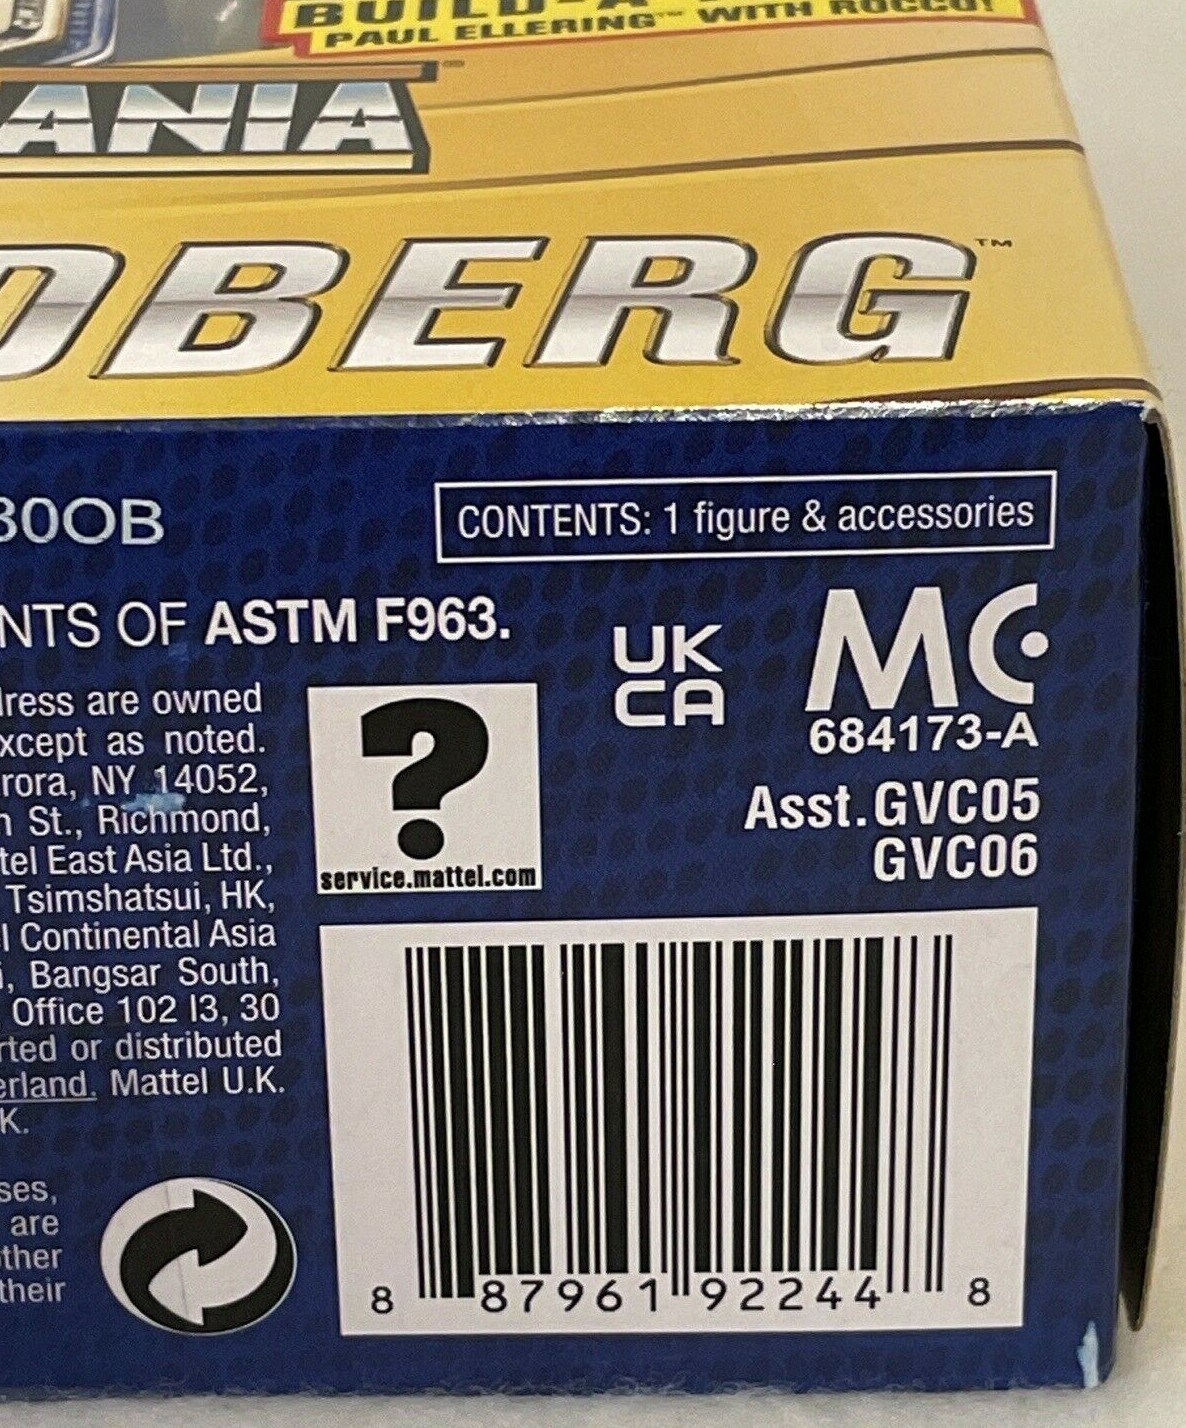 BUILD-A
PAUL ELLERING™ WITH ROCCO!
ANIA™
DBERG™
30OB
CONTENTS: 1 figure & accessories
NTS OF ASTM F963.
UK
CA
MC
684173-A
Asst.GVC05
GVC06
ress are owned
xcept as noted.
rora, NY 14052,
n St., Richmond,
tel East Asia Ltd.,
Tsimshatsui, HK,
l Continental Asia
i, Bangsar South,
Office 102 I3, 30
rted or distributed
erland. Mattel U.K.
K.
?
service.mattel.com
ses,
are
ther
their
8 87961 92244 8